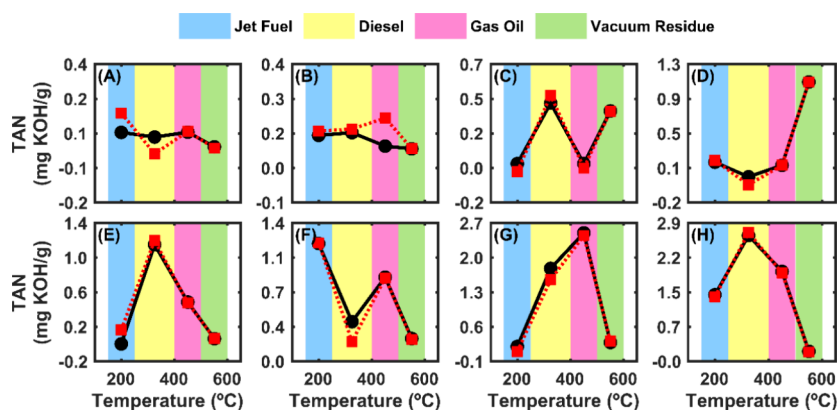 Jet Fuel Diesel Gas Oil Vacuum Residue
TAN (mg KOH/g)
0.4 0.2 0.1 -0.1 -0.2 (A)
0.4 0.3 0.2 0.0 -0.1 (B)
0.7 0.5 0.2 0.0 -0.2 (C)
1.3 0.9 0.5 0.1 -0.2 (D)
TAN (mg KOH/g)
1.4 1.0 0.6 0.2 -0.2 (E)
1.4 1.1 0.7 0.4 0.0 (F)
2.7 2.0 1.3 0.6 -0.1 (G)
2.9 2.2 1.5 0.7 -0.0 (H)
200 400 600 200 400 600 200 400 600 200 400 600
Temperature (ºC) Temperature (ºC) Temperature (ºC) Temperature (ºC)